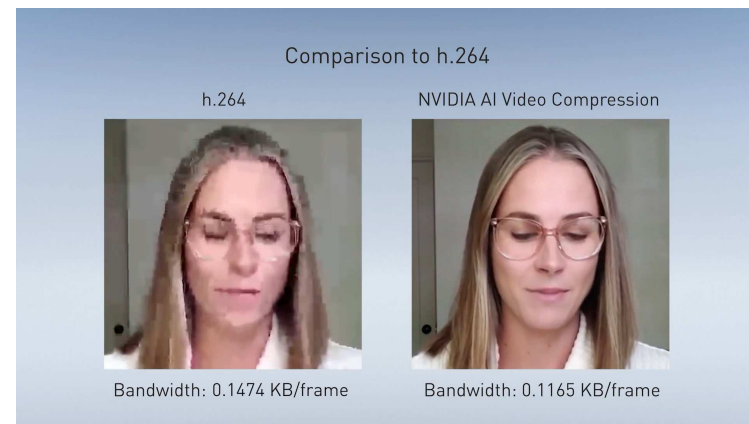 Comparison to h.264
h.264
NVIDIA AI Video Compression
Bandwidth: 0.1474 KB/frame
Bandwidth: 0.1165 KB/frame